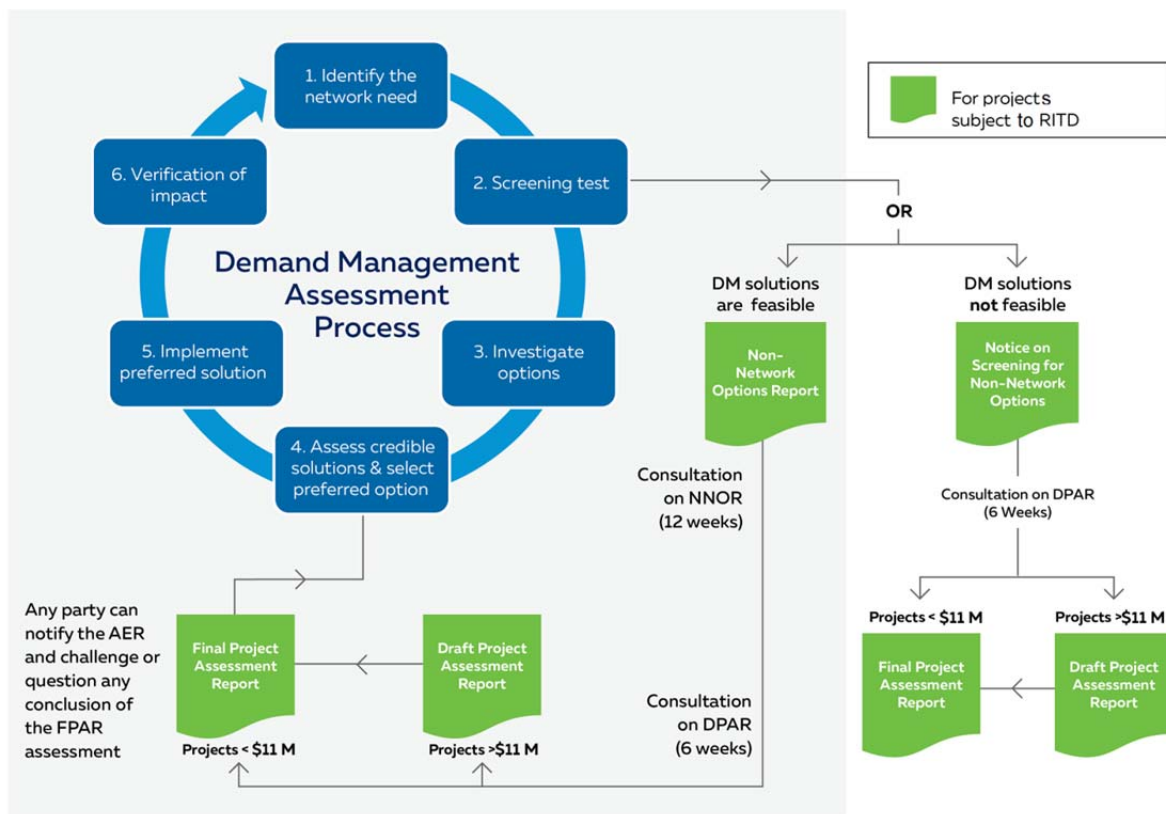 1. Identify the
network need
2. Screening test
3. Investigate
options
4. Assess credible
solutions & select
preferred option
5. Implement
preferred solution
6. Verification of
impact
Demand Management
Assessment
Process
For projects
subject to RITD
OR
DM solutions
are feasible
DM solutions
not feasible
Non-
Network
Options Report
Notice on
Screening for
Non-Network
Options
Consultation
on NNOR
(12 weeks)
Consultation on DPAR
(6 Weeks)
Any party can
notify the AER
and challenge or
question any
conclusion of
the FPAR
assessment
Final Project
Assessment
Report
Projects < $11 M
Draft Project
Assessment
Report
Projects >$11 M
Consultation
on DPAR
(6 weeks)
Projects < $11 M
Final Project
Assessment
Report
Projects >$11 M
Draft Project
Assessment
Report